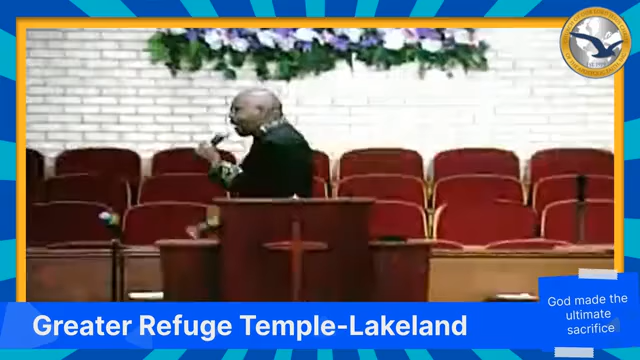 Greater Refuge Temple-Lakeland
God made the
ultimate
sacrifice